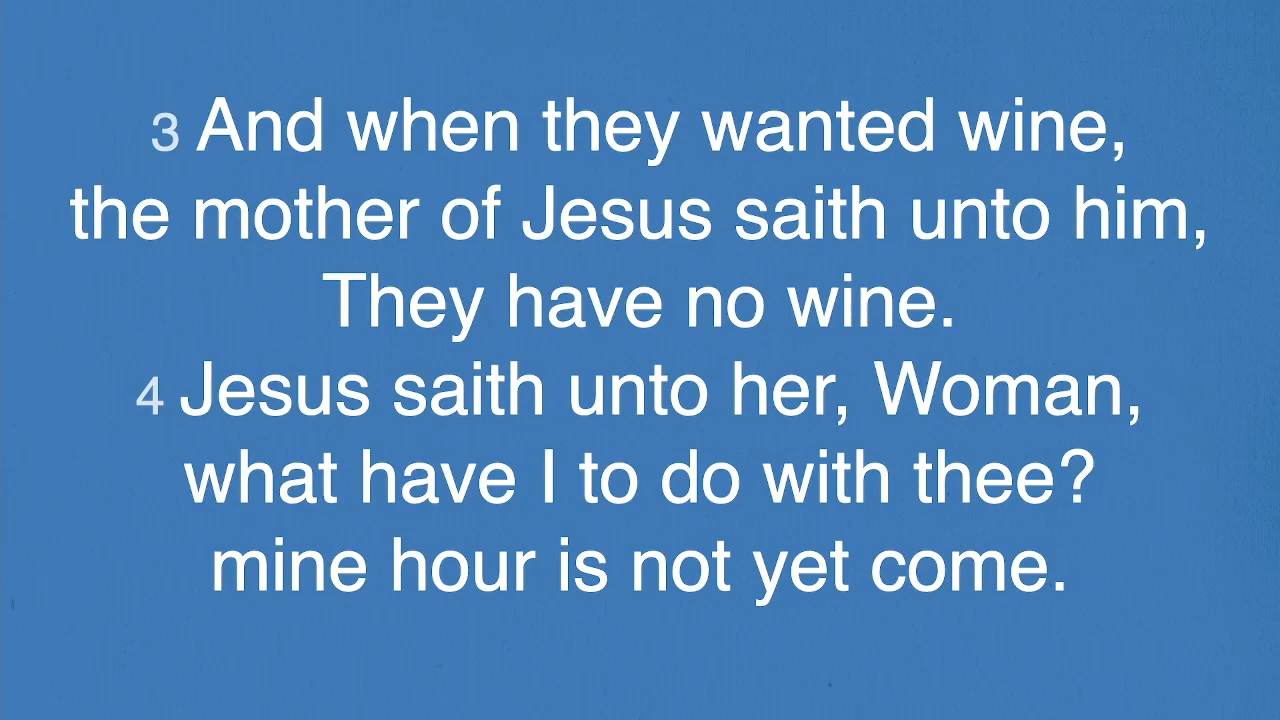 3 And when they wanted wine,
the mother of Jesus saith unto him,
They have no wine.
4 Jesus saith unto her, Woman,
what have I to do with thee?
mine hour is not yet come.